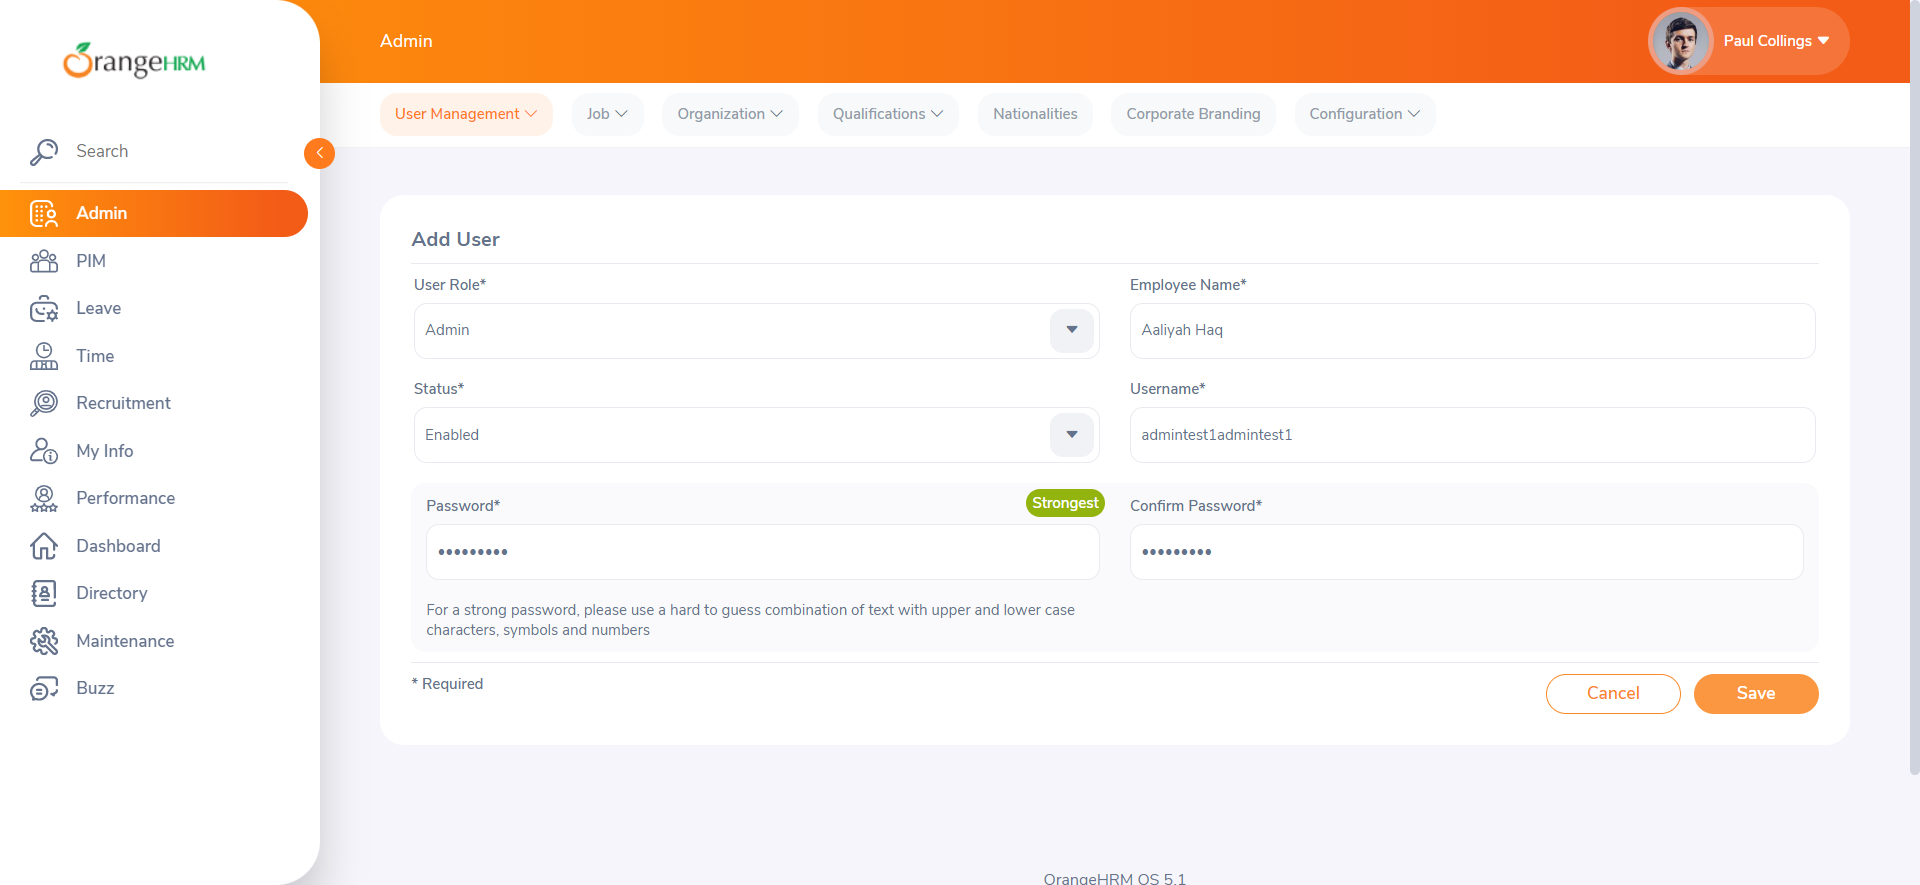 OrangeHRM
Admin
Paul Collings
User Management
Job
Organization
Qualifications
Nationalities
Corporate Branding
Configuration
Search
Admin
PIM
Leave
Time
Recruitment
My Info
Performance
Dashboard
Directory
Maintenance
Buzz
Add User
User Role*
Employee Name*
Admin
Aaliyah Haq
Status*
Username*
Enabled
admintest1admintest1
Password*
Strongest
Confirm Password*
•••••••••
•••••••••
For a strong password, please use a hard to guess combination of text with upper and lower case
characters, symbols and numbers
* Required
Cancel
Save
OrangeHRM OS 5.1